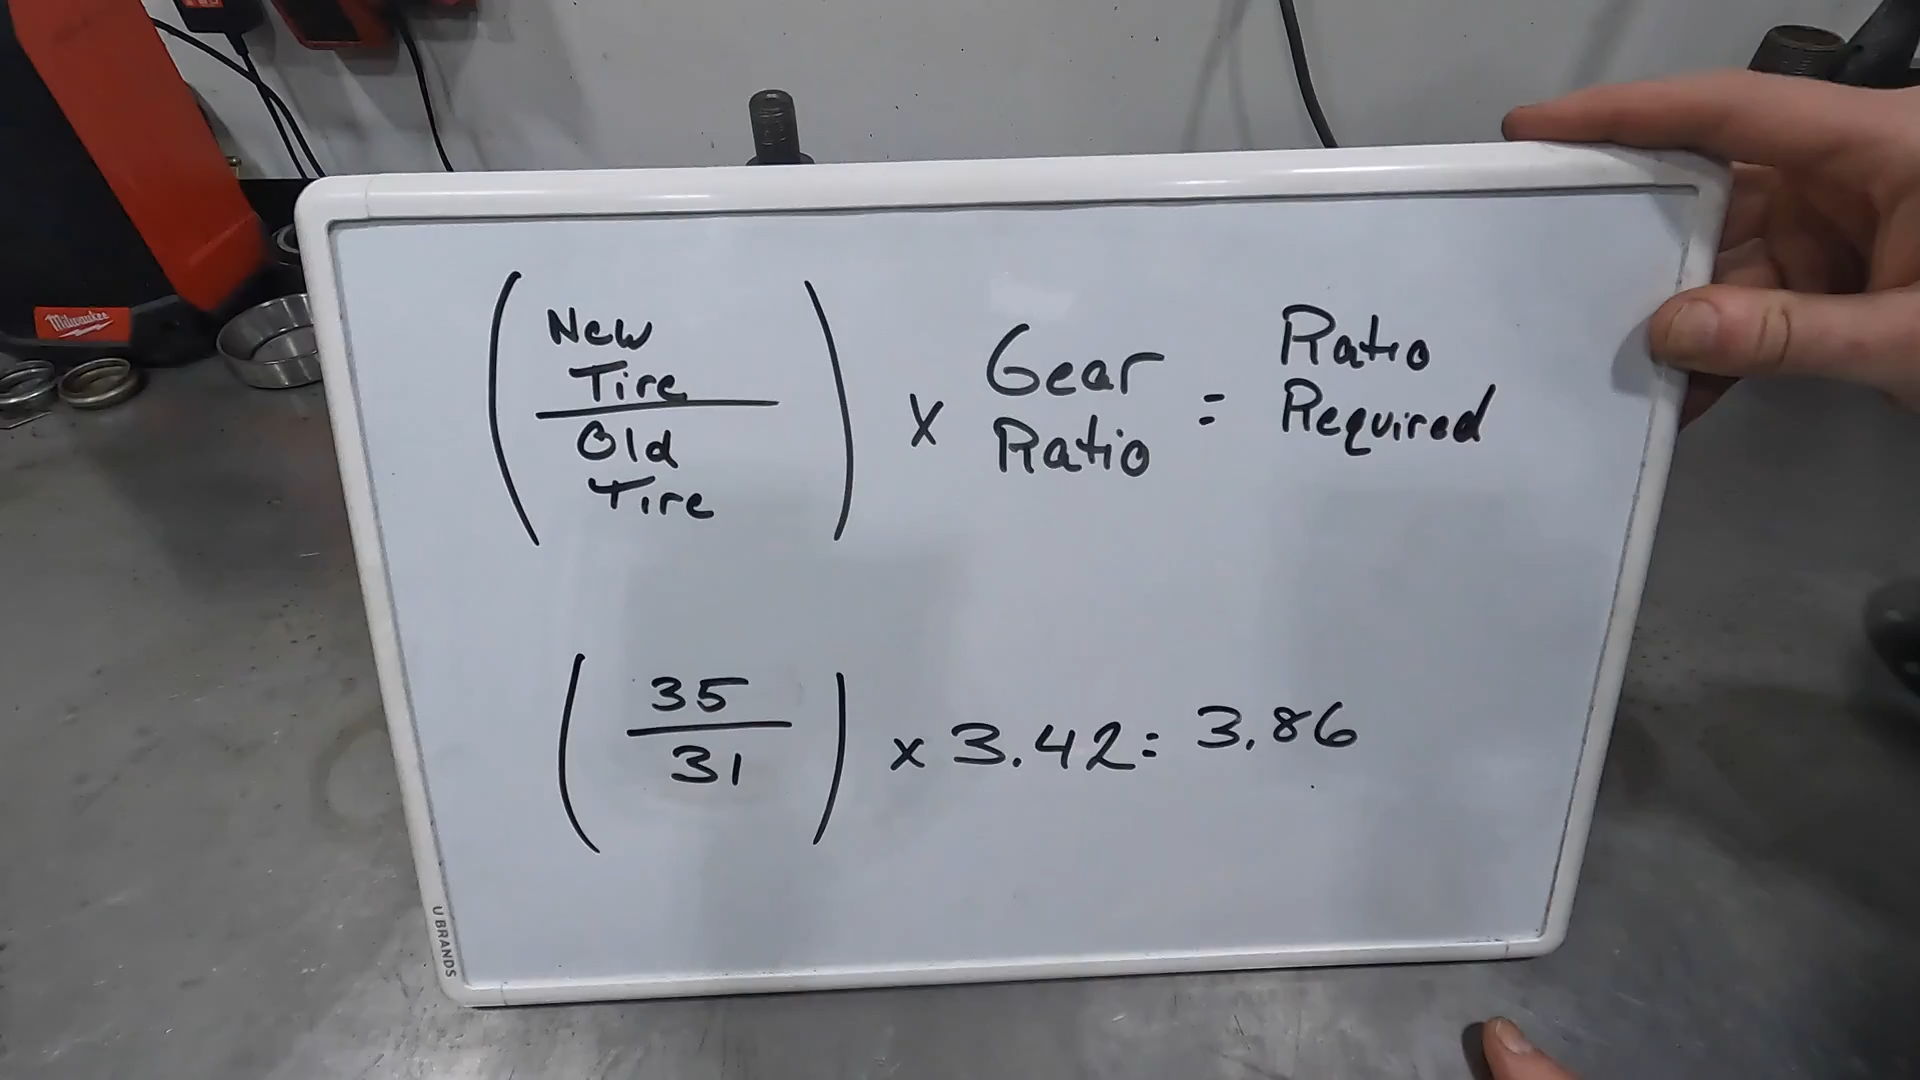 Milwaukee
New
Tire
Old
Tire
x
Gear
Ratio
=
Ratio
Required
35
31
x 3.42 = 3.86
U BRANDS